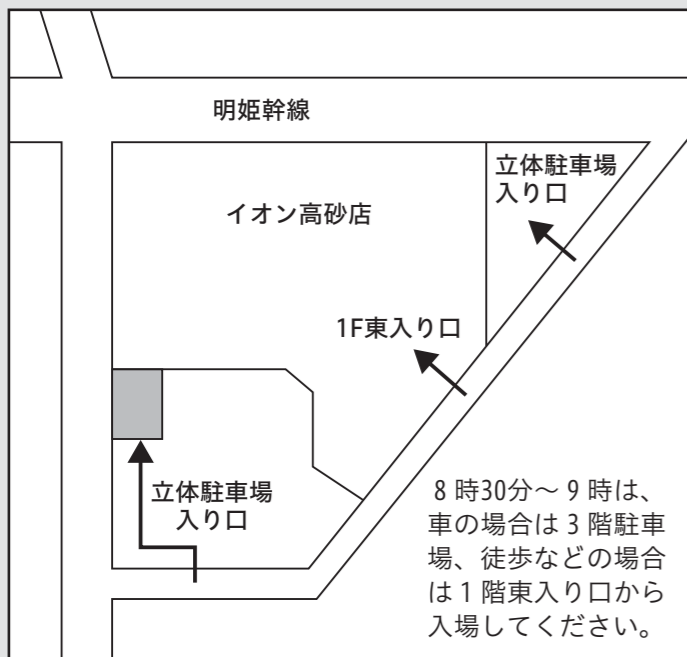 明姫幹線
立体駐車場
入り口
イオン高砂店
1F東入り口
立体駐車場
入り口
8時30分～9時は、
車の場合は3階駐車
場、徒歩などの場合
は1階東入り口から
入場してください。